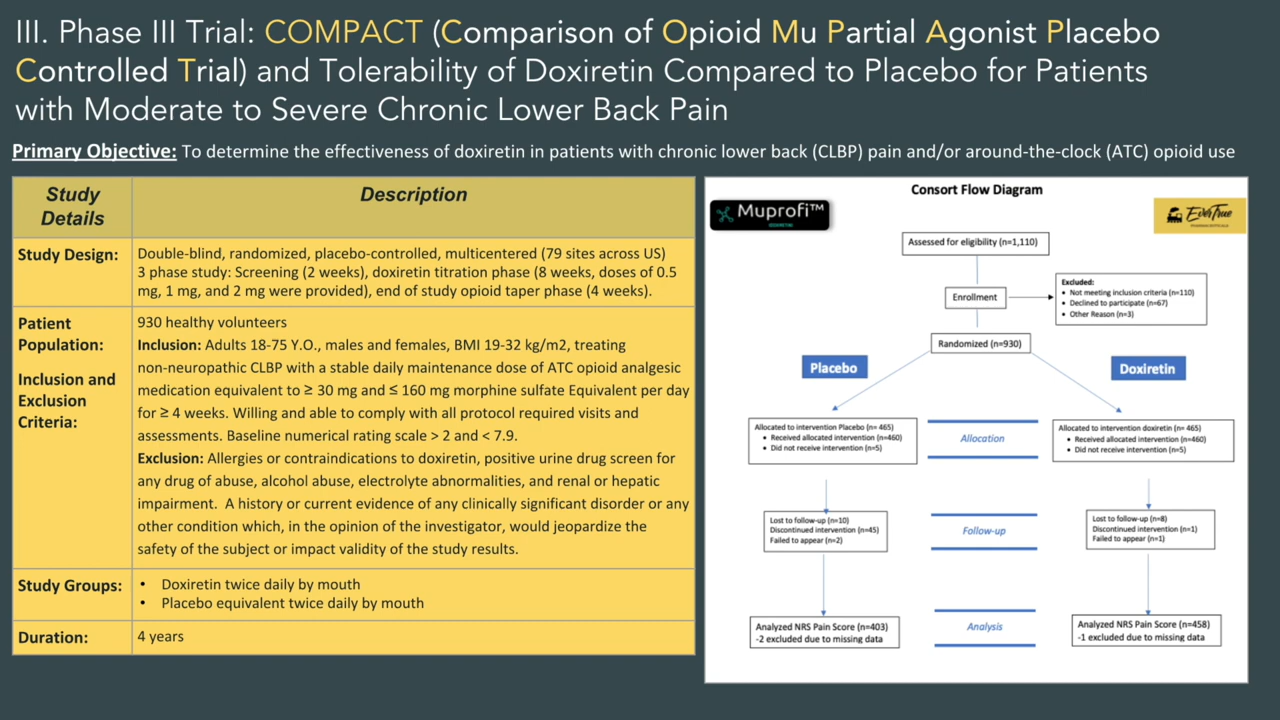 III. Phase III Trial: COMPACT (Comparison of Opioid Mu Partial Agonist Placebo
Controlled Trial) and Tolerability of Doxiretin Compared to Placebo for Patients
with Moderate to Severe Chronic Lower Back Pain
Primary Objective: To determine the effectiveness of doxiretin in patients with chronic lower back (CLBP) pain and/or around-the-clock (ATC) opioid use
Study
Details
Description
Study Design:
Double-blind, randomized, placebo-controlled, multicentered (79 sites across US)
3 phase study: Screening (2 weeks), doxiretin titration phase (8 weeks, doses of 0.5
mg, 1 mg, and 2 mg were provided), end of study opioid taper phase (4 weeks).
Patient
Population:
Inclusion and
Exclusion
Criteria:
930 healthy volunteers
Inclusion: Adults 18-75 Y.O., males and females, BMI 19-32 kg/m2, treating
non-neuropathic CLBP with a stable daily maintenance dose of ATC opioid analgesic
medication equivalent to ≥ 30 mg and ≤ 160 mg morphine sulfate Equivalent per day
for ≥ 4 weeks. Willing and able to comply with all protocol required visits and
assessments. Baseline numerical rating scale > 2 and < 7.9.
Exclusion: Allergies or contraindications to doxiretin, positive urine drug screen for
any drug of abuse, alcohol abuse, electrolyte abnormalities, and renal or hepatic
impairment. A history or current evidence of any clinically significant disorder or any
other condition which, in the opinion of the investigator, would jeopardize the
safety of the subject or impact validity of the study results.
Study Groups:
• Doxiretin twice daily by mouth
• Placebo equivalent twice daily by mouth
Duration:
4 years
Consort Flow Diagram
Muprofi™
EverTrue
Assessed for eligibility (n=1,110)
Enrollment
Excluded:
• Not meeting inclusion criteria (n=110)
• Declined to participate (n=67)
• Other Reason (n=3)
Randomized (n=930)
Placebo
Doxiretin
Allocated to intervention Placebo (n= 465)
• Received allocated intervention (n=460)
• Did not receive intervention (n=5)
Allocation
Allocated to intervention doxiretin (n= 465)
• Received allocated intervention (n=460)
• Did not receive intervention (n=5)
Lost to follow-up (n=10)
Discontinued intervention (n=45)
Failed to appear (n=2)
Follow-up
Lost to follow-up (n=8)
Discontinued intervention (n=1)
Failed to appear (n=1)
Analyzed NRS Pain Score (n=403)
-2 excluded due to missing data
Analysis
Analyzed NRS Pain Score (n=458)
-1 excluded due to missing data